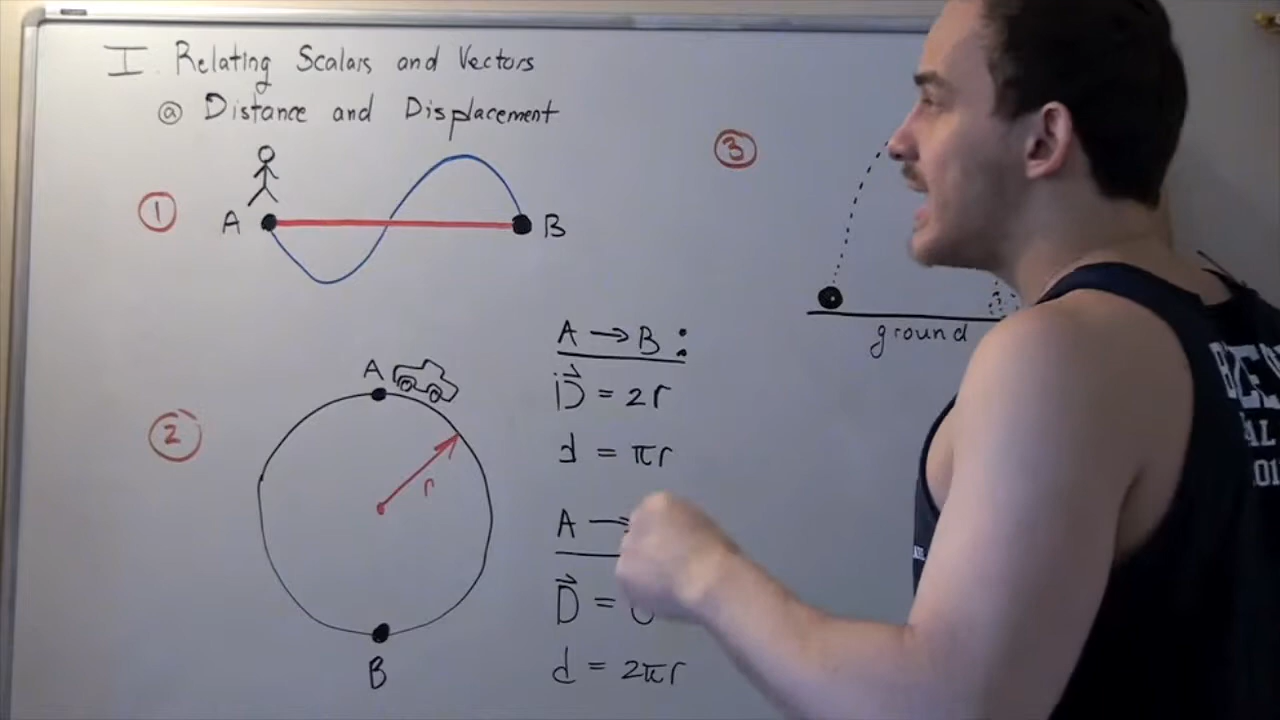 I. Relating Scalars and Vectors
ⓐ Distance and Displacement
①
A
B
②
A
r
B
A → B :
D⃗ = 2r
d = πr
A →
D⃗ =
d = 2πr
③
ground